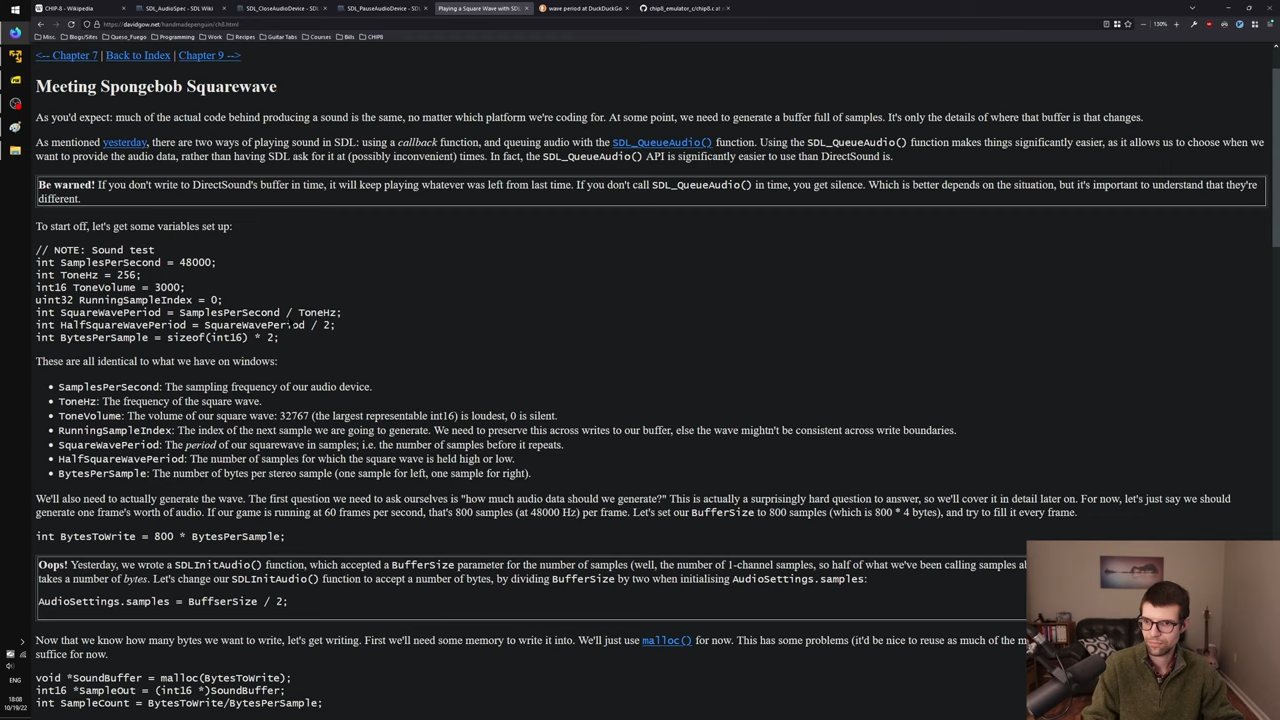 CHIP-8 - Wikipedia
SDL_AudioSpec - SDL Wiki
SDL_CloseAudioDevice - SDL
SDL_PauseAudioDevice - SDL
Playing a Square Wave with SDL
wave period at DuckDuckGo
chip8_emulator_c/chip8.c at
https://davidgow.net/handmadepenguin/ch8.html
130%
Misc.
Blogs/Sites
Queso_Fuego
Programming
Work
Recipes
Guitar Tabs
Courses
Bills
CHIP8
<-- Chapter 7 | Back to Index | Chapter 9 -->
Meeting Spongebob Squarewave
As you'd expect: much of the actual code behind producing a sound is the same, no matter which platform we're coding for. At some point, we need to generate a buffer full of samples. It's only the details of where that buffer is that changes.
As mentioned yesterday, there are two ways of playing sound in SDL: using a callback function, and queuing audio with the SDL_QueueAudio() function. Using the SDL_QueueAudio() function makes things significantly easier, as it allows us to choose when we
want to provide the audio data, rather than having SDL ask for it at (possibly inconvenient) times. In fact, the SDL_QueueAudio() API is significantly easier to use than DirectSound is.
Be warned! If you don't write to DirectSound's buffer in time, it will keep playing whatever was left from last time. If you don't call SDL_QueueAudio() in time, you get silence. Which is better depends on the situation, but it's important to understand that they're
different.
To start off, let's get some variables set up:
// NOTE: Sound test
int SamplesPerSecond = 48000;
int ToneHz = 256;
int16 ToneVolume = 3000;
uint32 RunningSampleIndex = 0;
int SquareWavePeriod = SamplesPerSecond / ToneHz;
int HalfSquareWavePeriod = SquareWavePeriod / 2;
int BytesPerSample = sizeof(int16) * 2;
These are all identical to what we have on windows:
SamplesPerSecond: The sampling frequency of our audio device.
ToneHz: The frequency of the square wave.
ToneVolume: The volume of our square wave: 32767 (the largest representable int16) is loudest, 0 is silent.
RunningSampleIndex: The index of the next sample we are going to generate. We need to preserve this across writes to our buffer, else the wave mightn't be consistent across write boundaries.
SquareWavePeriod: The period of our squarewave in samples; i.e. the number of samples before it repeats.
HalfSquareWavePeriod: The number of samples for which the square wave is held high or low.
BytesPerSample: The number of bytes per stereo sample (one sample for left, one sample for right).
We'll also need to actually generate the wave. The first question we need to ask ourselves is "how much audio data should we generate?" This is actually a surprisingly hard question to answer, so we'll cover it in detail later on. For now, let's just say we should
generate one frame's worth of audio. If our game is running at 60 frames per second, that's 800 samples (at 48000 Hz) per frame. Let's set our BufferSize to 800 samples (which is 800 * 4 bytes), and try to fill it every frame.
int BytesToWrite = 800 * BytesPerSample;
Oops! Yesterday, we wrote a SDLInitAudio() function, which accepted a BufferSize parameter for the number of samples (well, the number of 1-channel samples, so half of what we've been calling samples
takes a number of bytes. Let's change our SDLInitAudio() function to accept a number of bytes, by dividing BufferSize by two when initialising AudioSettings.samples:
AudioSettings.samples = BuffserSize / 2;
Now that we know how many bytes we want to write, let's get writing. First we'll need some memory to write it into. We'll just use malloc() for now. This has some problems (it'd be nice to reuse as much of the
suffice for now.
void *SoundBuffer = malloc(BytesToWrite);
int16 *SampleOut = (int16 *)SoundBuffer;
int SampleCount = BytesToWrite/BytesPerSample;
ENG
18:08
10/19/22